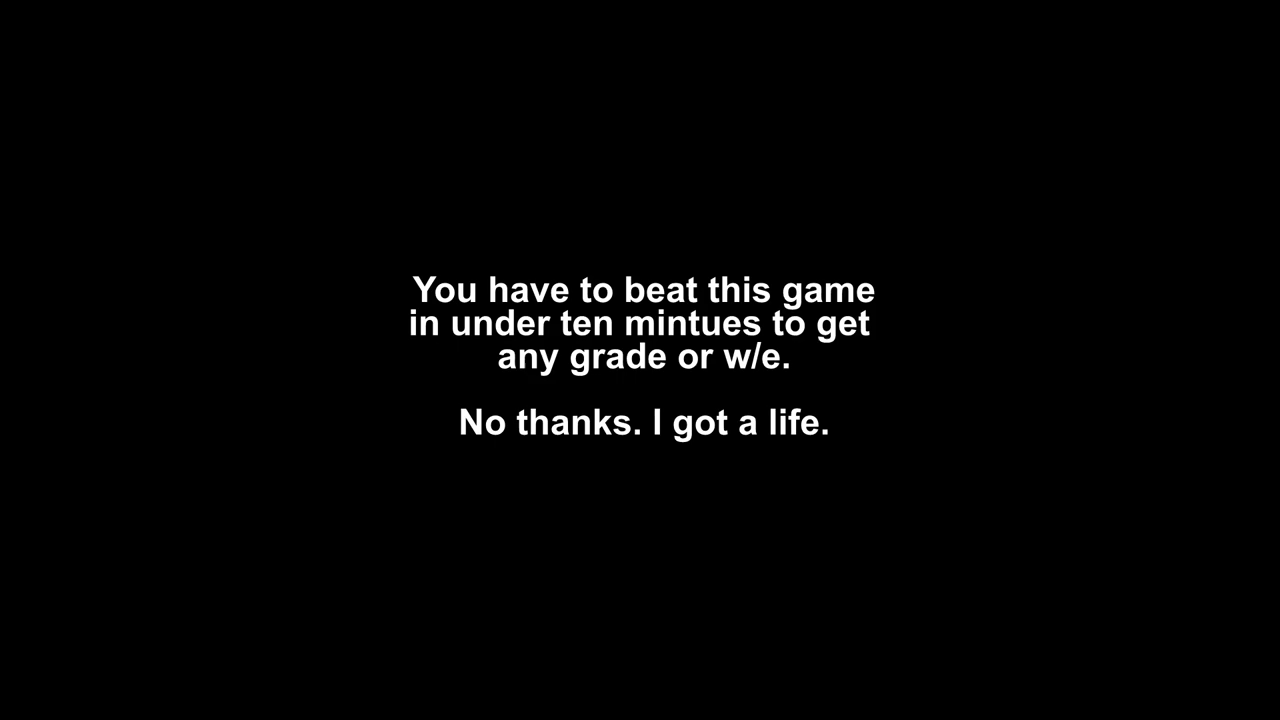 You have to beat this game
in under ten mintues to get
any grade or w/e.
No thanks. I got a life.